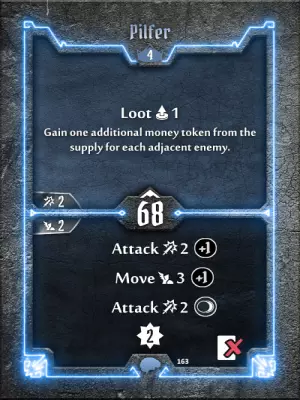 Pilfer
4
Loot 1
Gain one additional money token from the
supply for each adjacent enemy.
2
68
2
Attack 2 +1
Move 3 +1
Attack 2
2
163